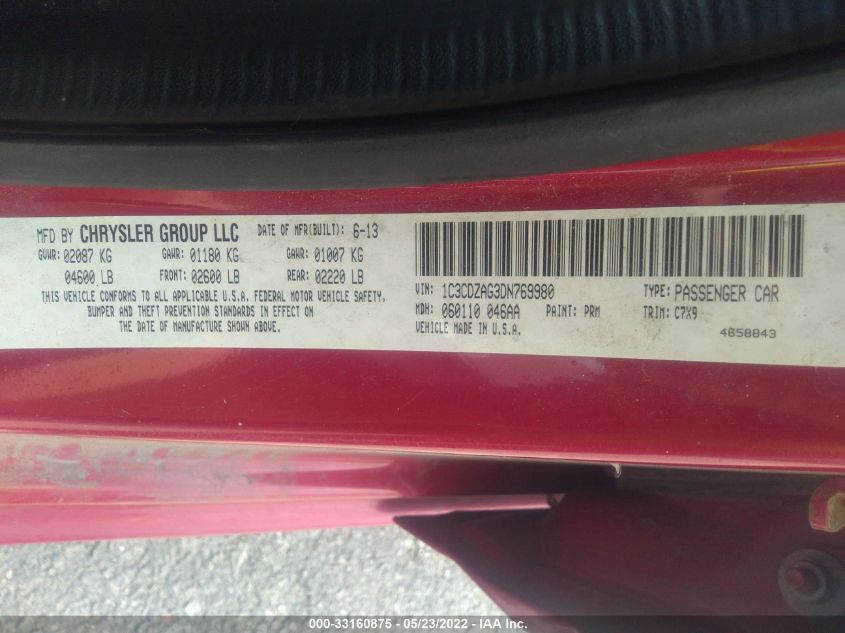 MFD BY CHRYSLER GROUP LLC DATE OF MFR(BUILT): 6-13
GVWR: 02087 KG GAWR: 01180 KG GAWR: 01007 KG
04600 LB FRONT: 02600 LB REAR: 02220 LB
THIS VEHICLE CONFORMS TO ALL APPLICABLE U.S.A. FEDERAL MOTOR VEHICLE SAFETY,
BUMPER AND THEFT PREVENTION STANDARDS IN EFFECT ON
THE DATE OF MANUFACTURE SHOWN ABOVE.
VIN: 1C3CDZAG3DN769980 TYPE: PASSENGER CAR
MDH: 060110 046AA PAINT: PRM TRIM: C7X9
VEHICLE MADE IN U.S.A.
4658843
000-33160875 - 05/23/2022 - IAA Inc.